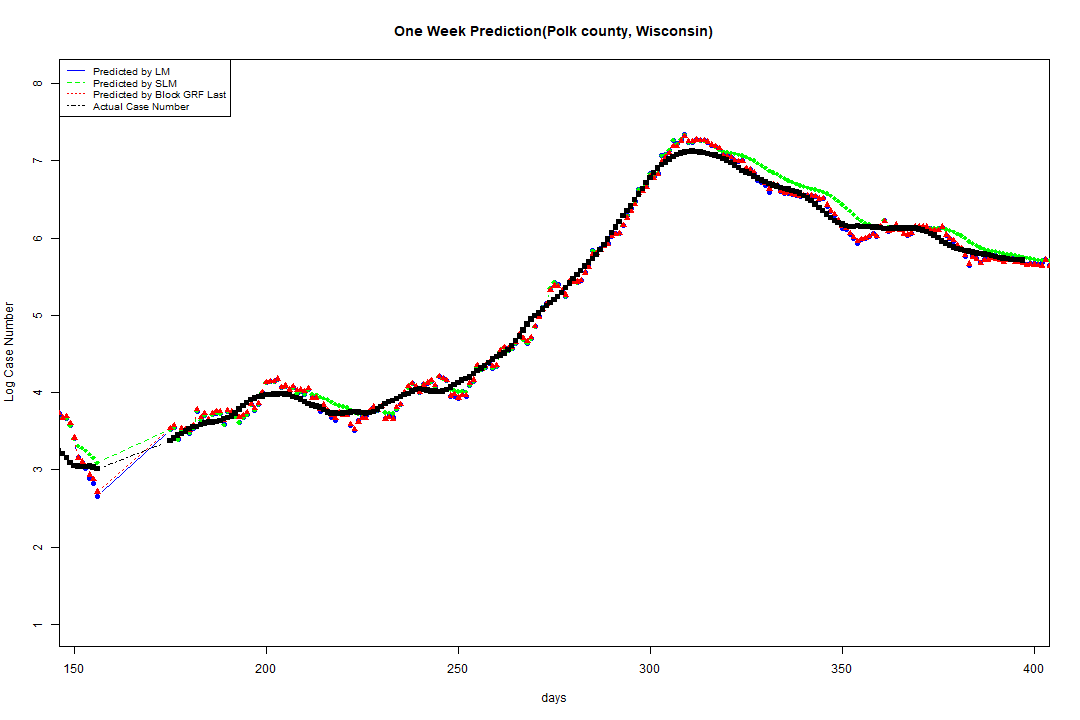 One Week Prediction(Polk county, Wisconsin)
Predicted by LM
Predicted by SLM
Predicted by Block GRF Last
Actual Case Number
8
7
6
5
4
3
2
1
Log Case Number
150 200 250 300 350 400
days